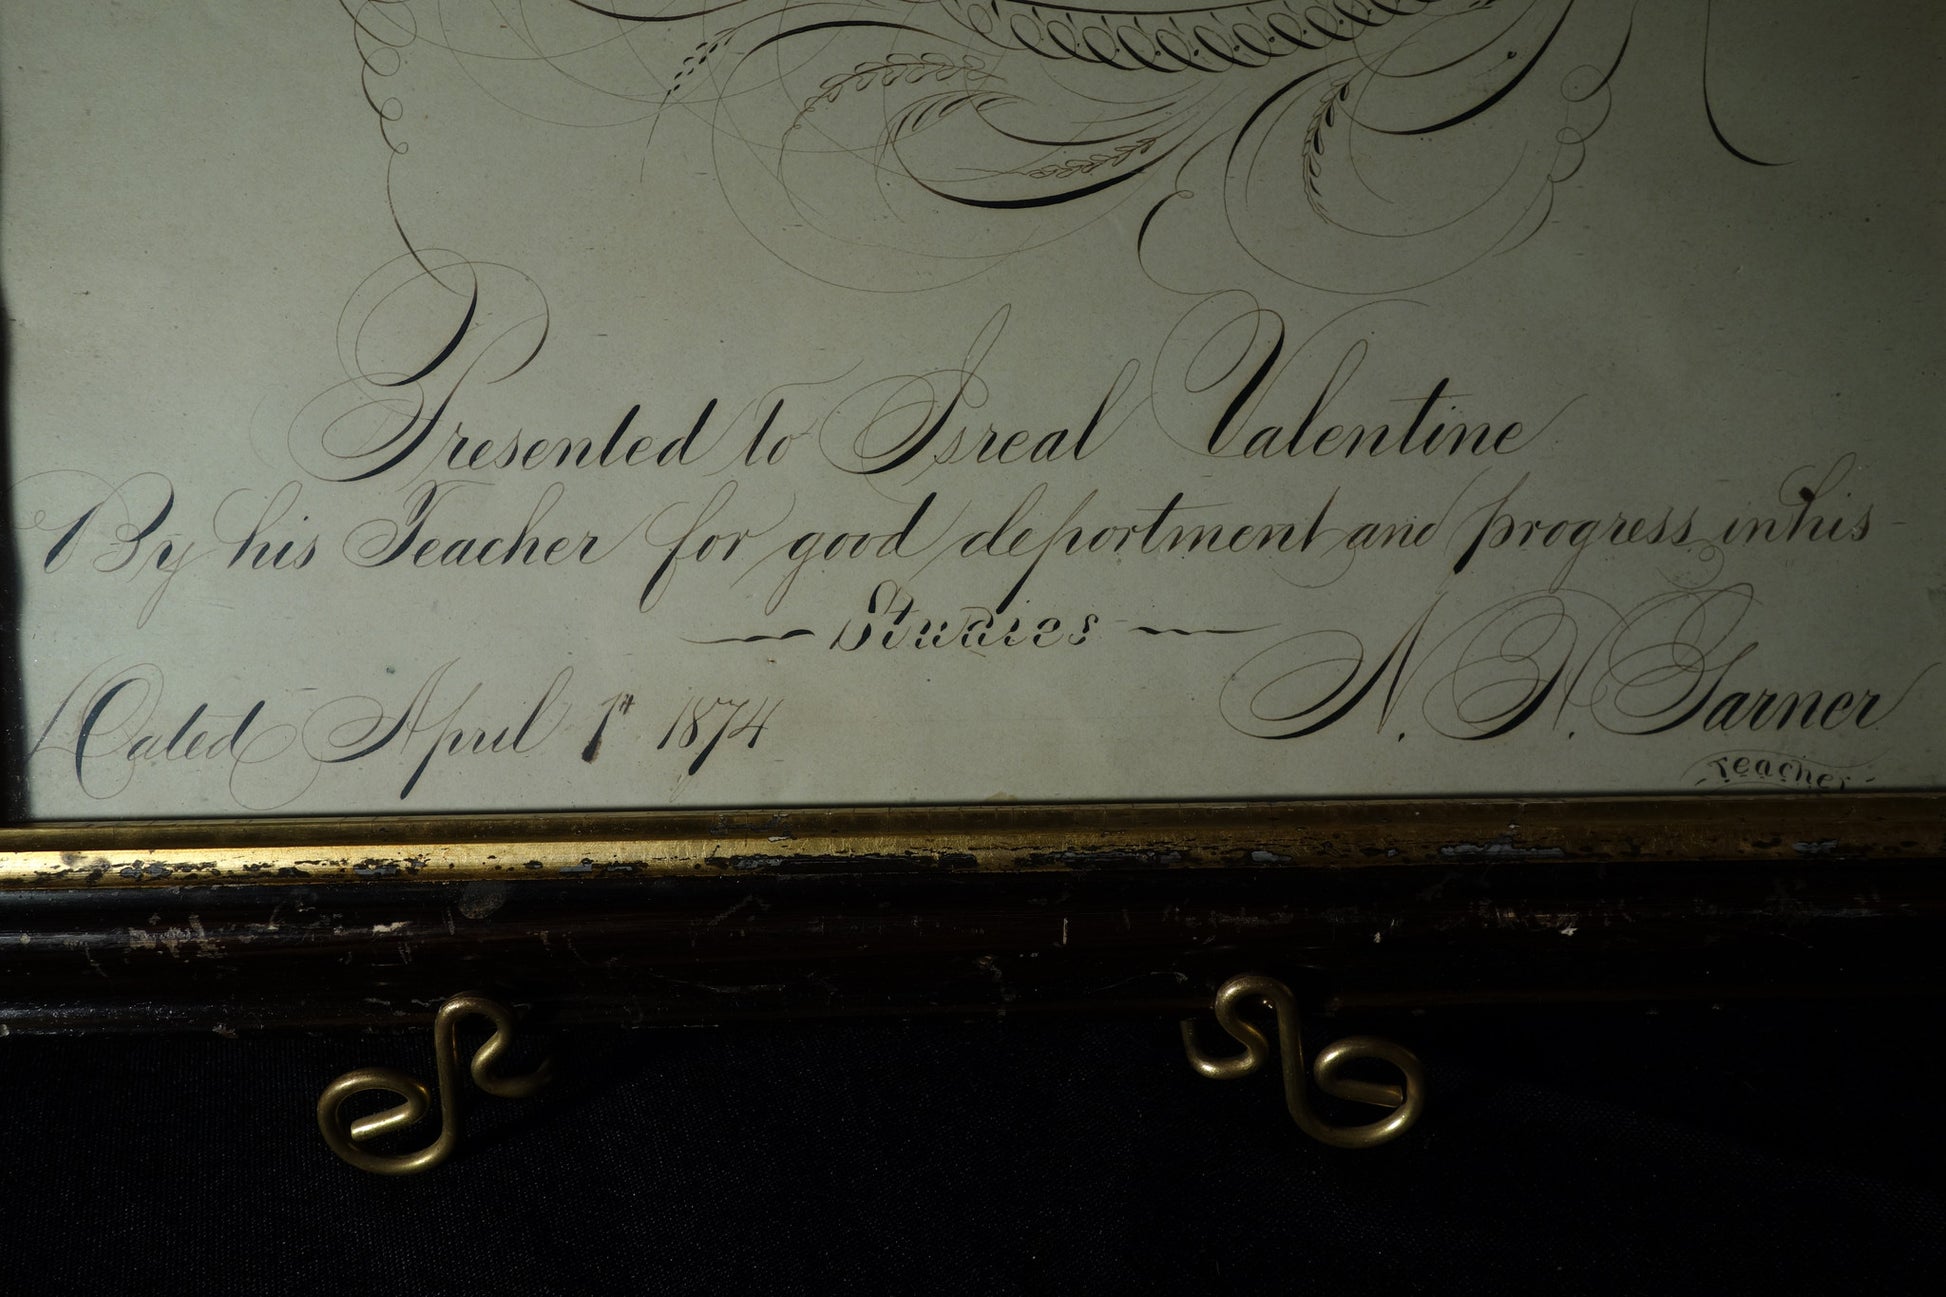 Presented to Isreal Valentine
By his Teacher for good deportment and progress in his
— Studies —
Dated April 1st 1874
N. H. Garner
Teacher